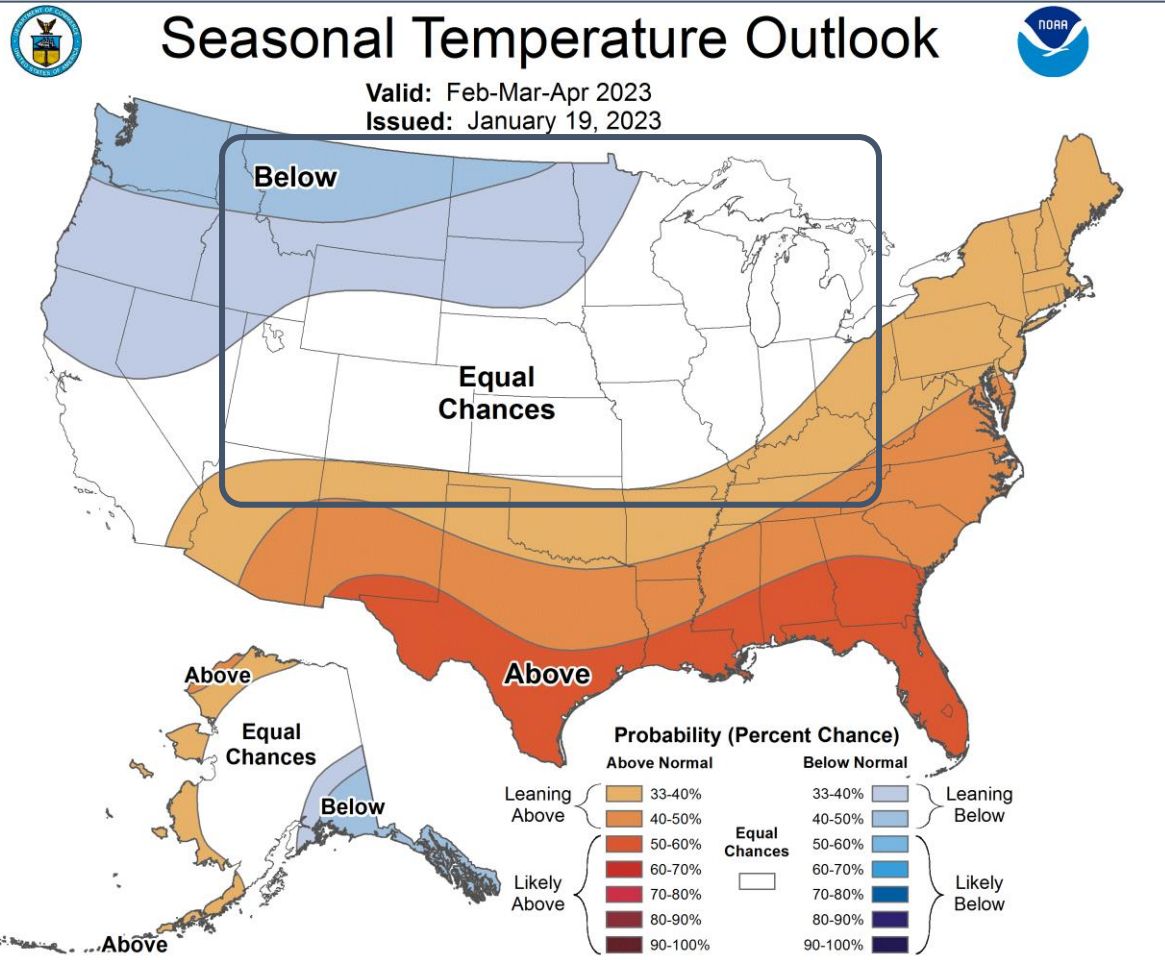 Seasonal Temperature Outlook
NOAA
Valid: Feb-Mar-Apr 2023
Issued: January 19, 2023
Below
Equal
Chances
Above
Above
Equal
Chances
Below
Above
Probability (Percent Chance)
Above Normal
Below Normal
Leaning
Above
33-40%
40-50%
Likely
Above
50-60%
60-70%
70-80%
80-90%
90-100%
Equal
Chances
33-40%
40-50%
Leaning
Below
50-60%
60-70%
70-80%
80-90%
90-100%
Likely
Below